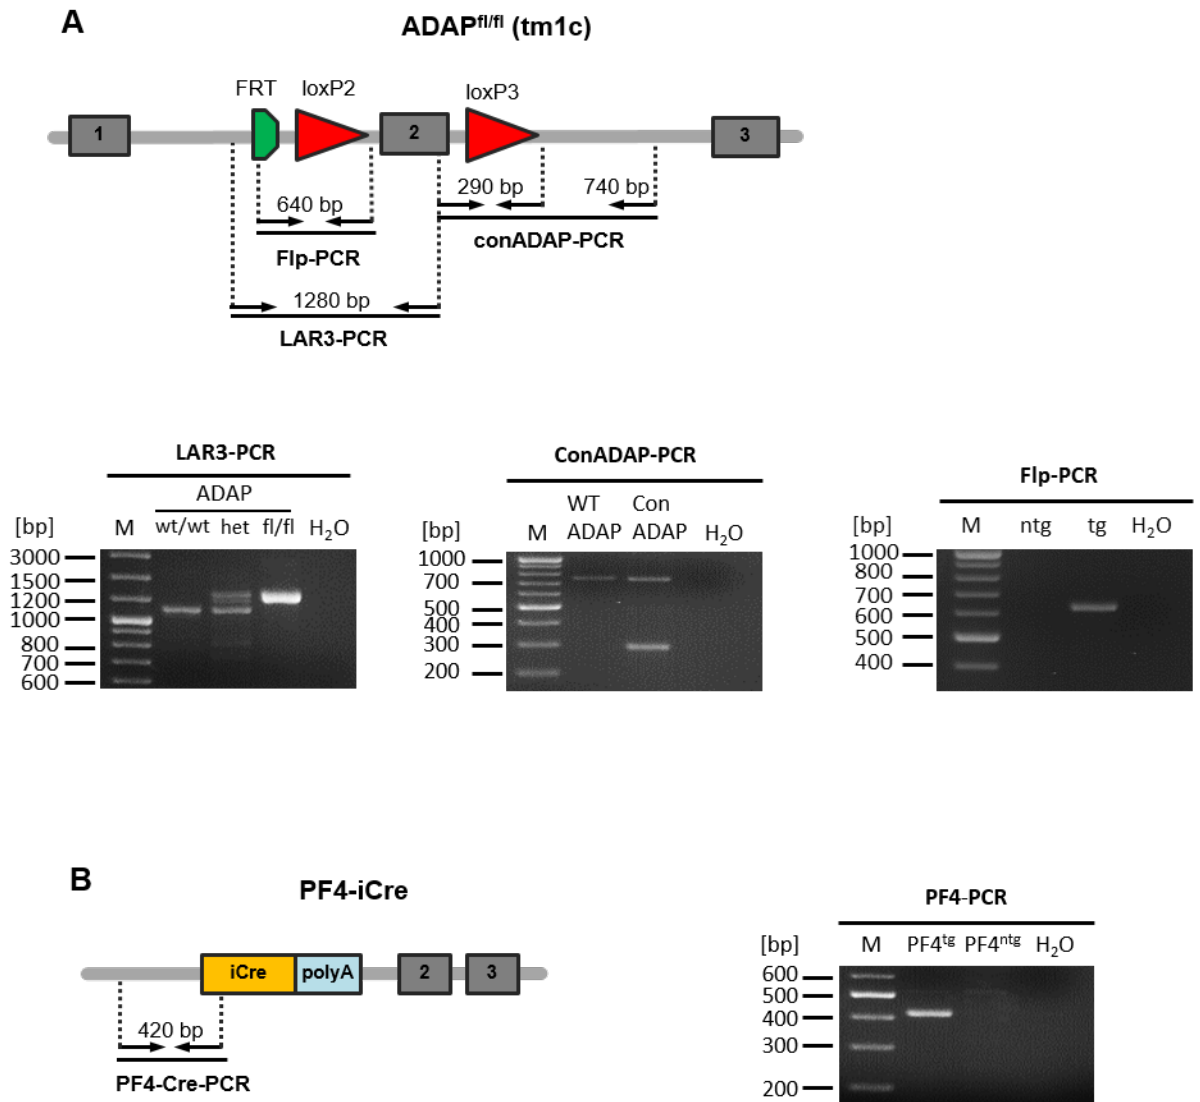 A
ADAPfl/fl (tm1c)
FRT
loxP2
loxP3
1
2
3
640 bp
290 bp
740 bp
Flp-PCR
conADAP-PCR
1280 bp
LAR3-PCR
LAR3-PCR
ADAP
[bp] M wt/wt het fl/fl H2O
3000
1500
1200
1000
800
700
600
ConADAP-PCR
WT Con
[bp] M ADAP ADAP H2O
1000
700
500
400
300
200
Flp-PCR
[bp] M ntg tg H2O
1000
800
700
600
500
400
B
PF4-iCre
iCre polyA 2 3
420 bp
PF4-Cre-PCR
PF4-PCR
[bp] M PF4tg PF4ntg H2O
600
500
400
300
200